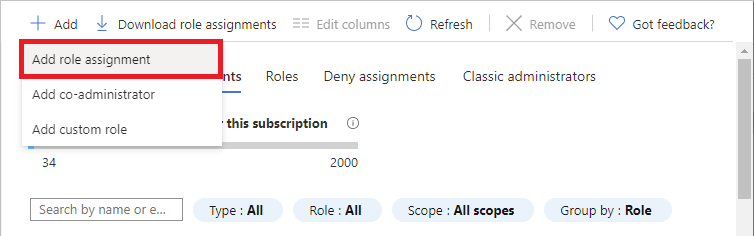 Add Download role assignments Edit columns Refresh Remove Got feedback?
Add role assignment
nts Roles Deny assignments Classic administrators
Add co-administrator
Add custom role
r this subscription
34 2000
Search by name or e... Type : All Role : All Scope : All scopes Group by : Role